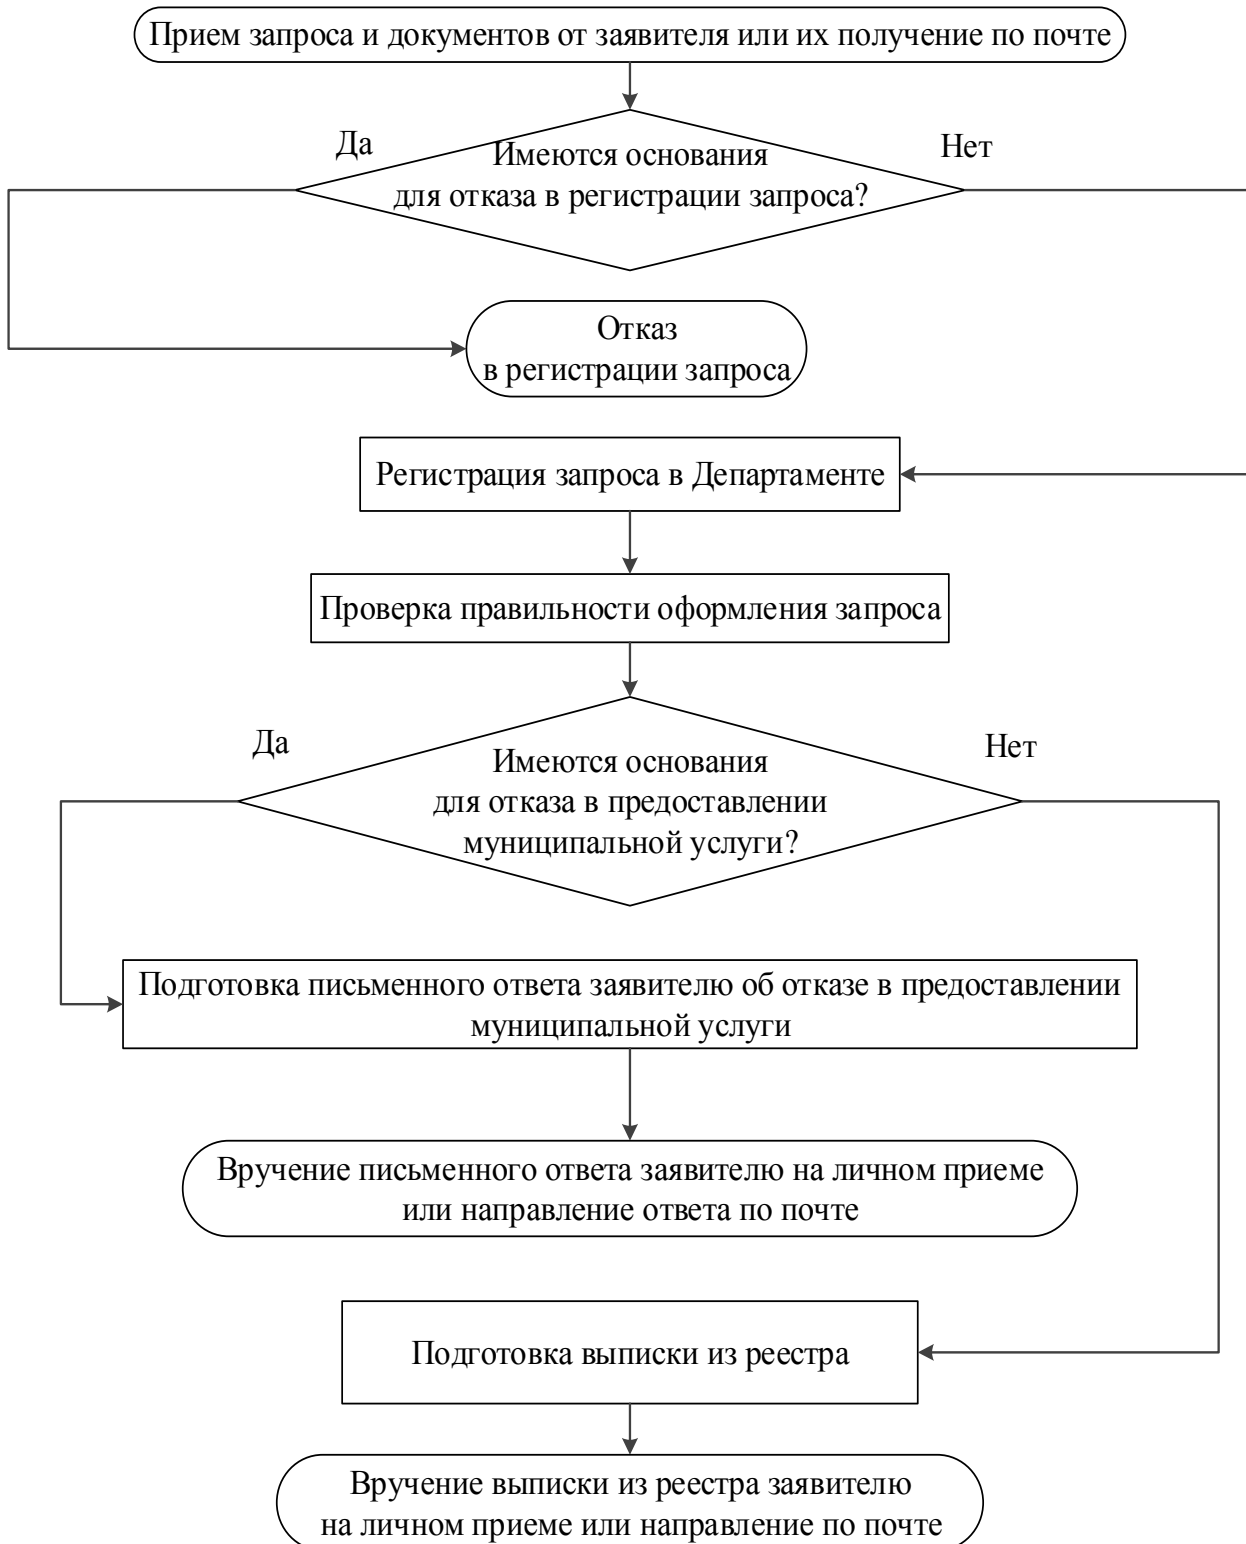 Прием запроса и документов от заявителя или их получение по почте
Да
Нет
Имеются основания
для отказа в регистрации запроса?
Отказ
в регистрации запроса
Регистрация запроса в Департаменте
Проверка правильности оформления запроса
Да
Нет
Имеются основания
для отказа в предоставлении
муниципальной услуги?
Подготовка письменного ответа заявителю об отказе в предоставлении
муниципальной услуги
Вручение письменного ответа заявителю на личном приеме
или направление ответа по почте
Подготовка выписки из реестра
Вручение выписки из реестра заявителю
на личном приеме или направление по почте